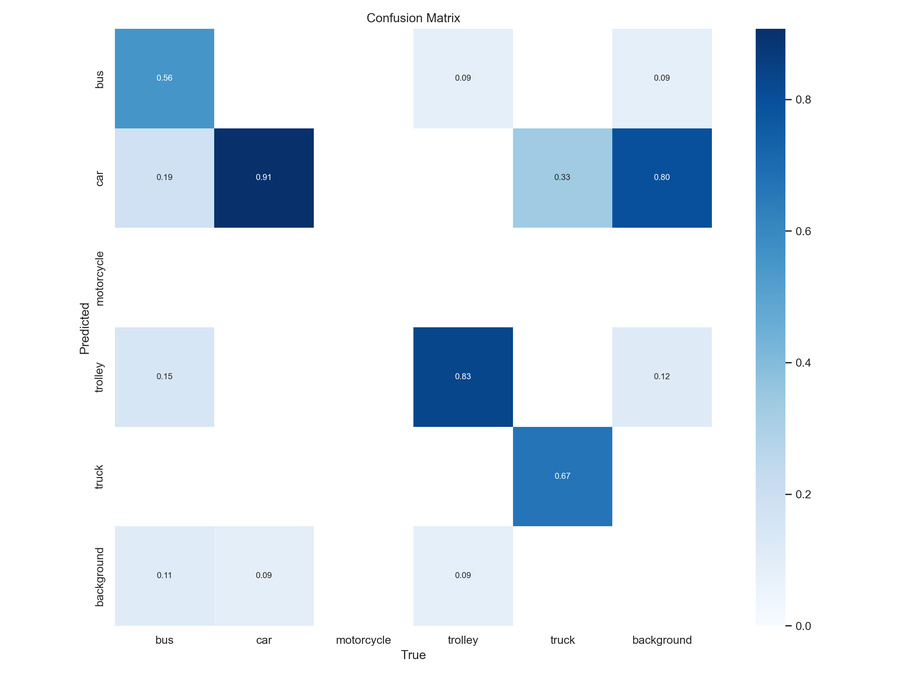 Confusion Matrix
bus
0.56
0.09
0.09
0.8
car
0.19
0.91
0.33
0.80
0.6
motorcycle
Predicted
0.4
trolley
0.15
0.83
0.12
truck
0.67
0.2
background
0.11
0.09
0.09
0.0
bus
car
motorcycle
trolley
truck
background
True